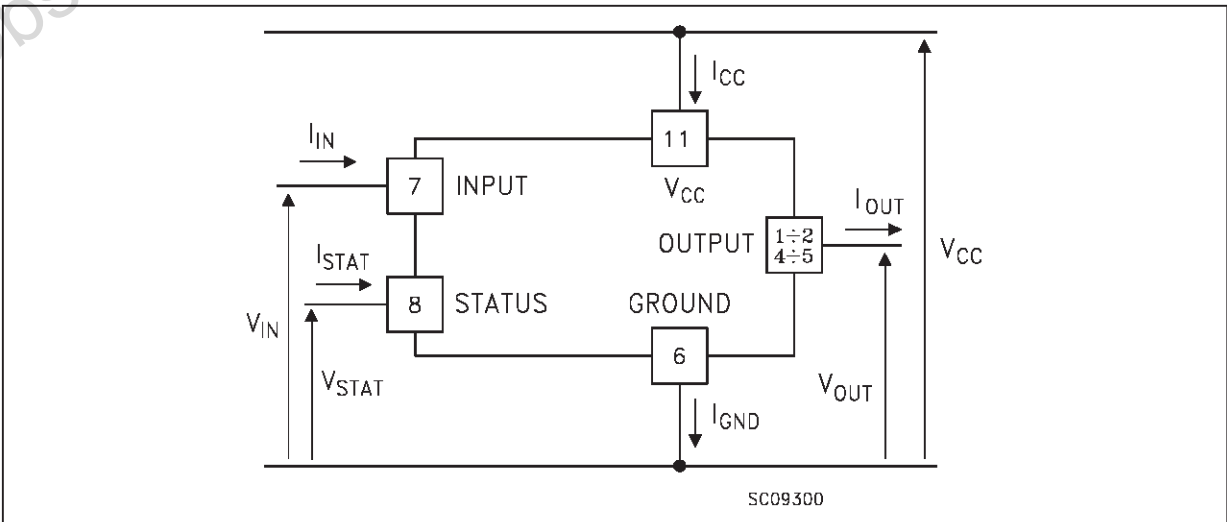 I_CC
I_IN
11
7 INPUT
V_CC
I_OUT
OUTPUT 1÷2
4÷5
V_CC
I_STAT
8 STATUS
GROUND
V_IN
6
V_STAT
V_OUT
I_GND
SC09300